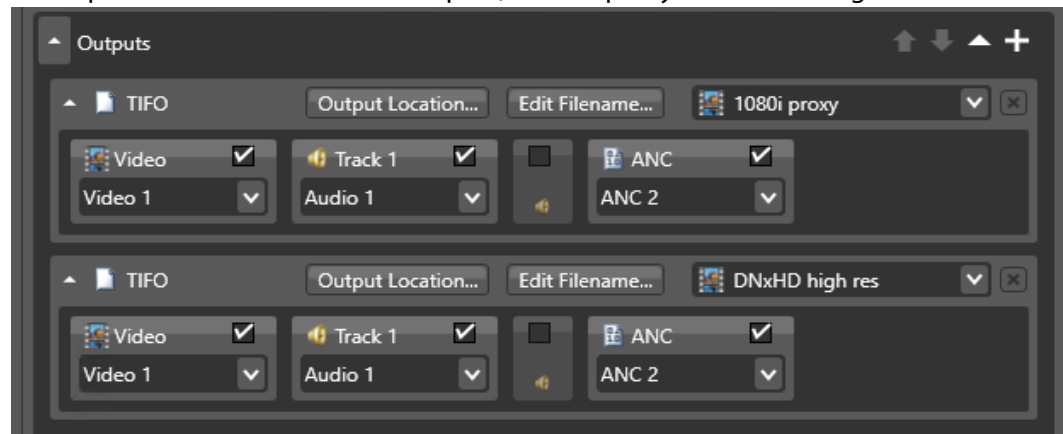 Outputs
TIFO Output Location... Edit Filename... 1080i proxy
Video Track 1 ANC
Video 1 Audio 1 ANC 2
TIFO Output Location... Edit Filename... DNxHD high res
Video Track 1 ANC
Video 1 Audio 1 ANC 2